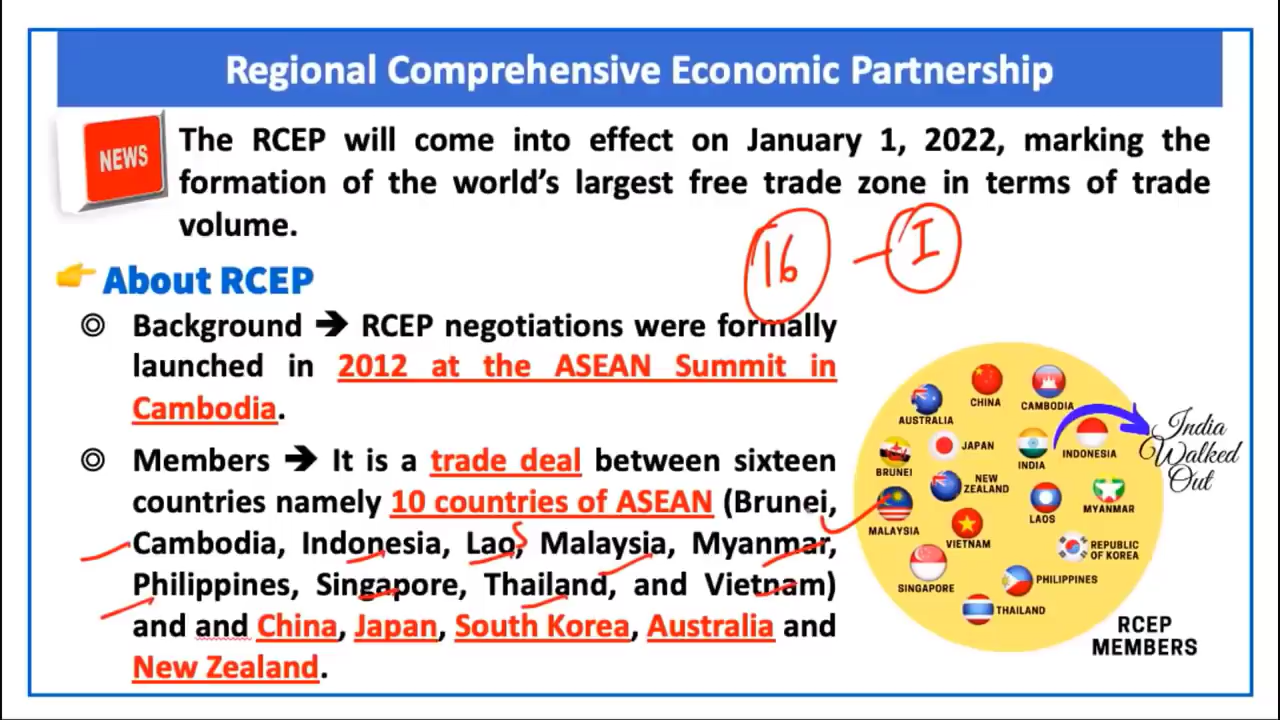 Regional Comprehensive Economic Partnership
NEWS
The RCEP will come into effect on January 1, 2022, marking the
formation of the world's largest free trade zone in terms of trade
volume.
16 - I
About RCEP
Background ➔ RCEP negotiations were formally
launched in 2012 at the ASEAN Summit in
Cambodia.
Members ➔ It is a trade deal between sixteen
countries namely 10 countries of ASEAN (Brunei,
Cambodia, Indonesia, Lao, Malaysia, Myanmar,
Philippines, Singapore, Thailand, and Vietnam)
and and China, Japan, South Korea, Australia and
New Zealand.
CHINA
CAMBODIA
AUSTRALIA
JAPAN
INDIA
INDONESIA
BRUNEI
NEW
ZEALAND
LAOS
MYANMAR
MALAYSIA
VIETNAM
REPUBLIC
OF KOREA
SINGAPORE
PHILIPPINES
THAILAND
India
Walked
Out
RCEP
MEMBERS